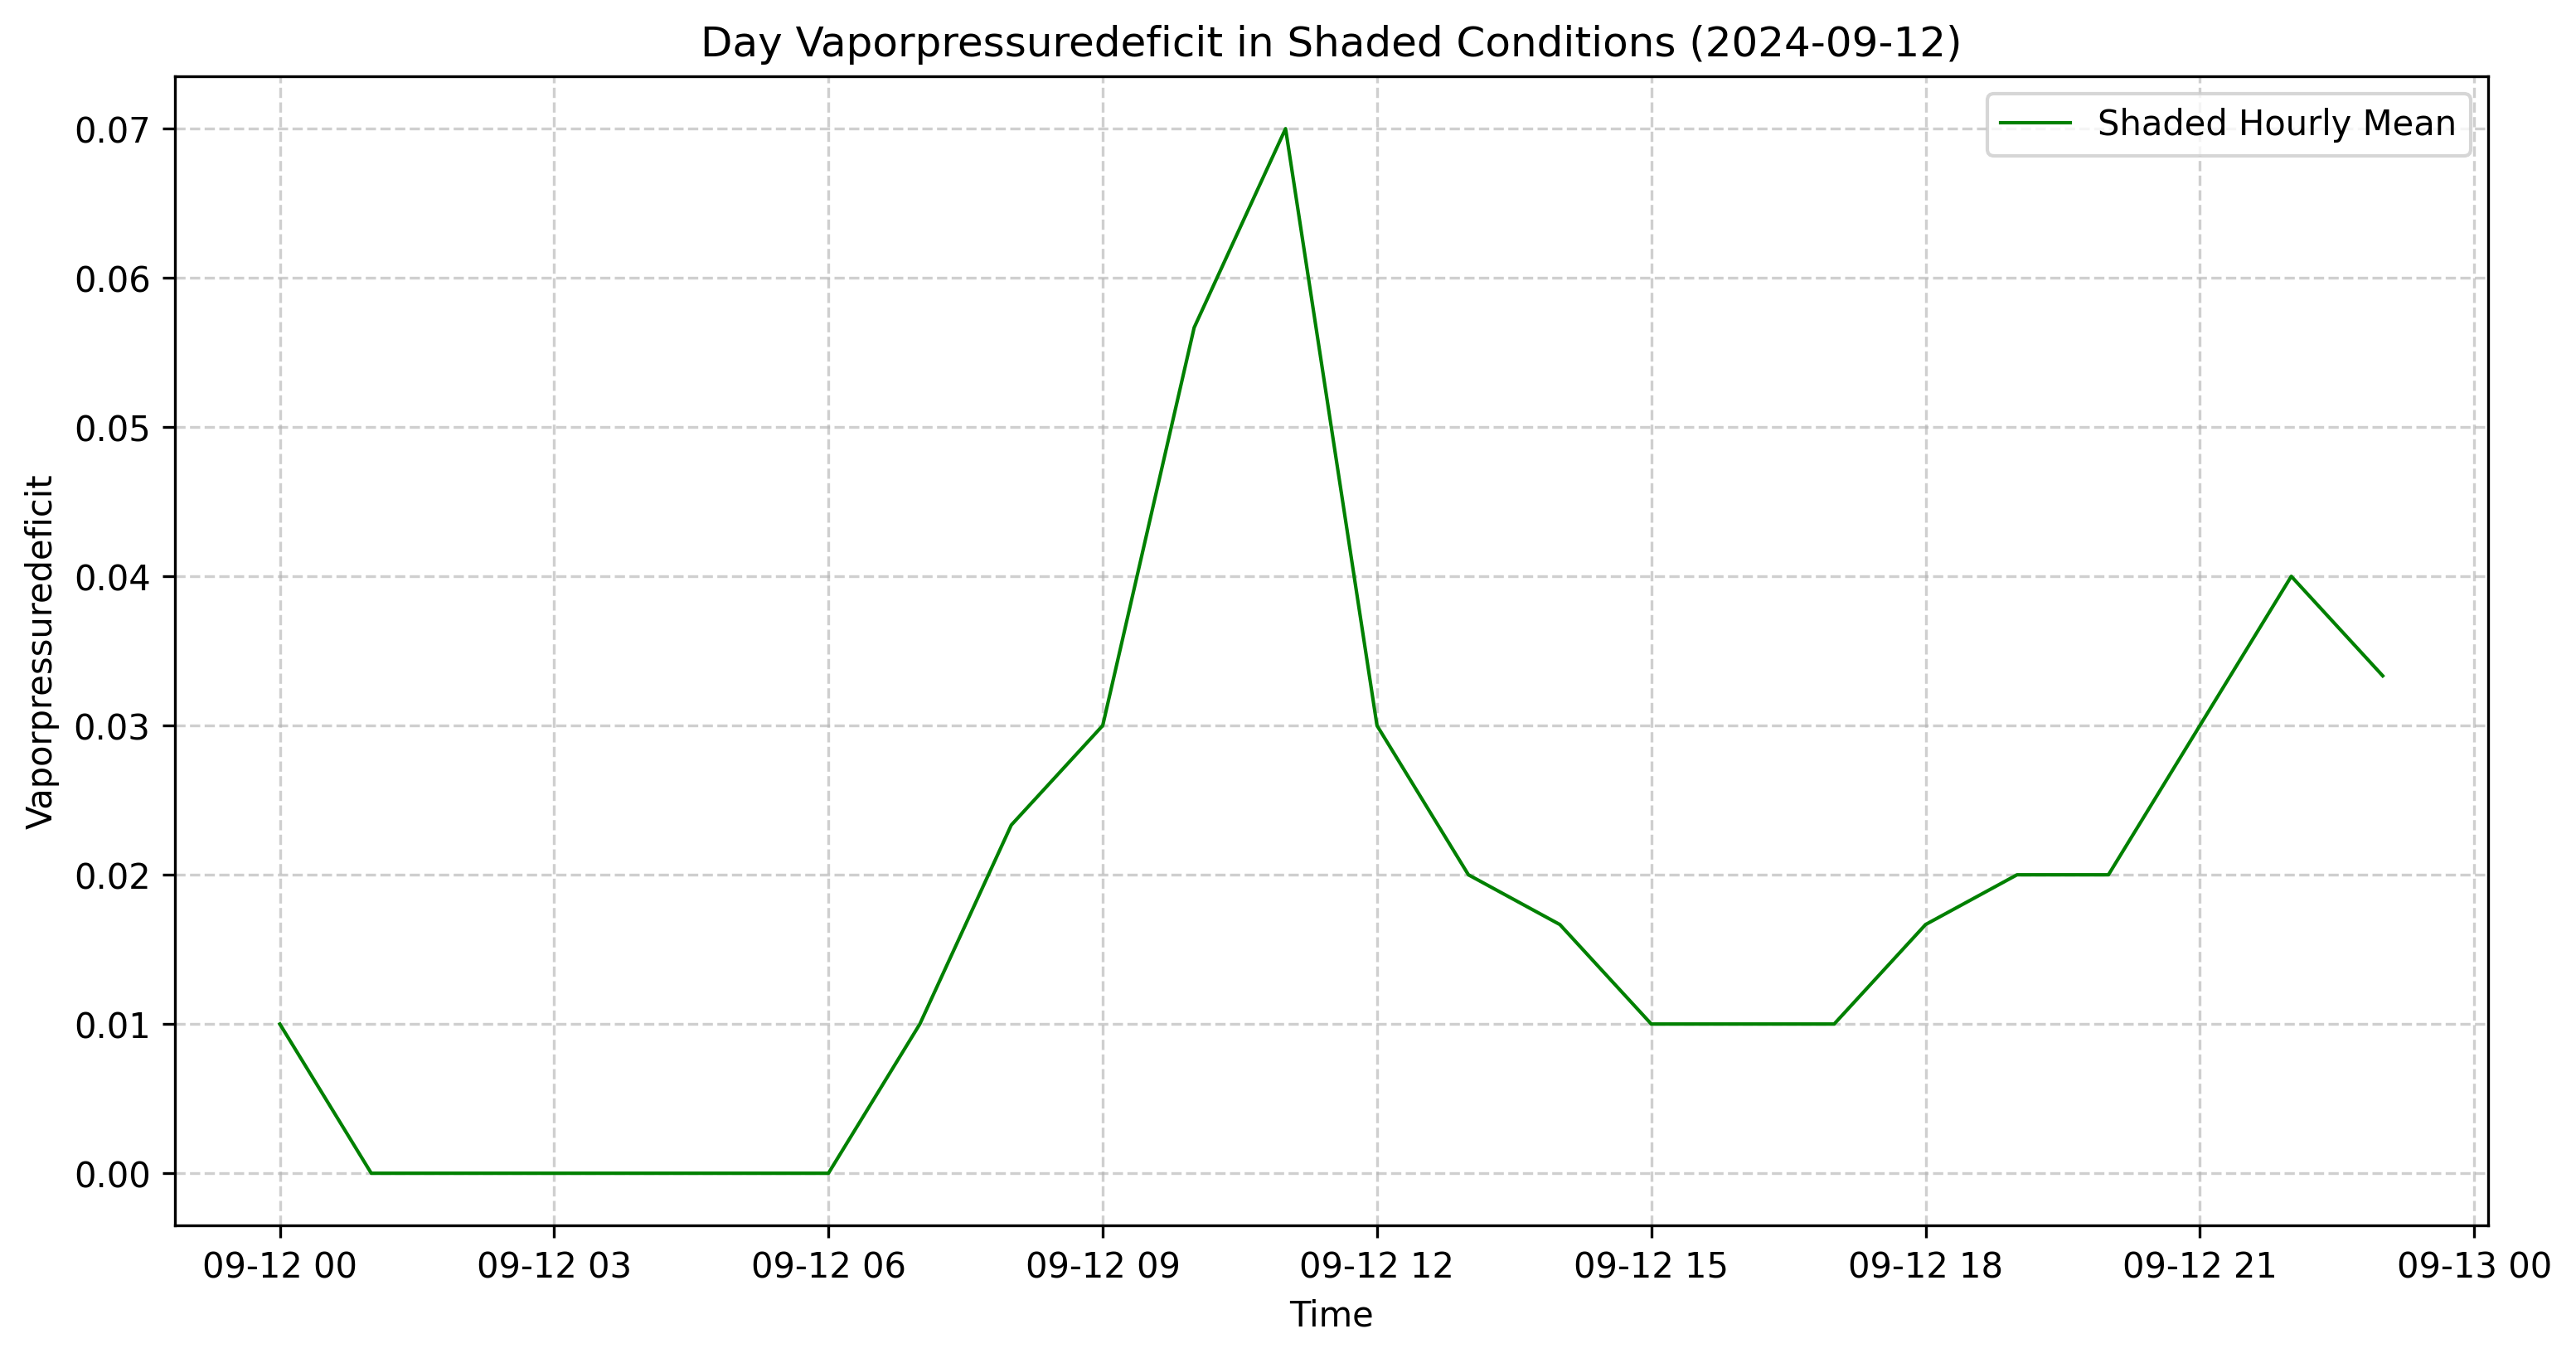 Day Vaporpressuredeficit in Shaded Conditions (2024-09-12)
Shaded Hourly Mean
Vaporpressuredeficit
0.07
0.06
0.05
0.04
0.03
0.02
0.01
0.00
09-12 00 09-12 03 09-12 06 09-12 09 09-12 12 09-12 15 09-12 18 09-12 21 09-13 00
Time